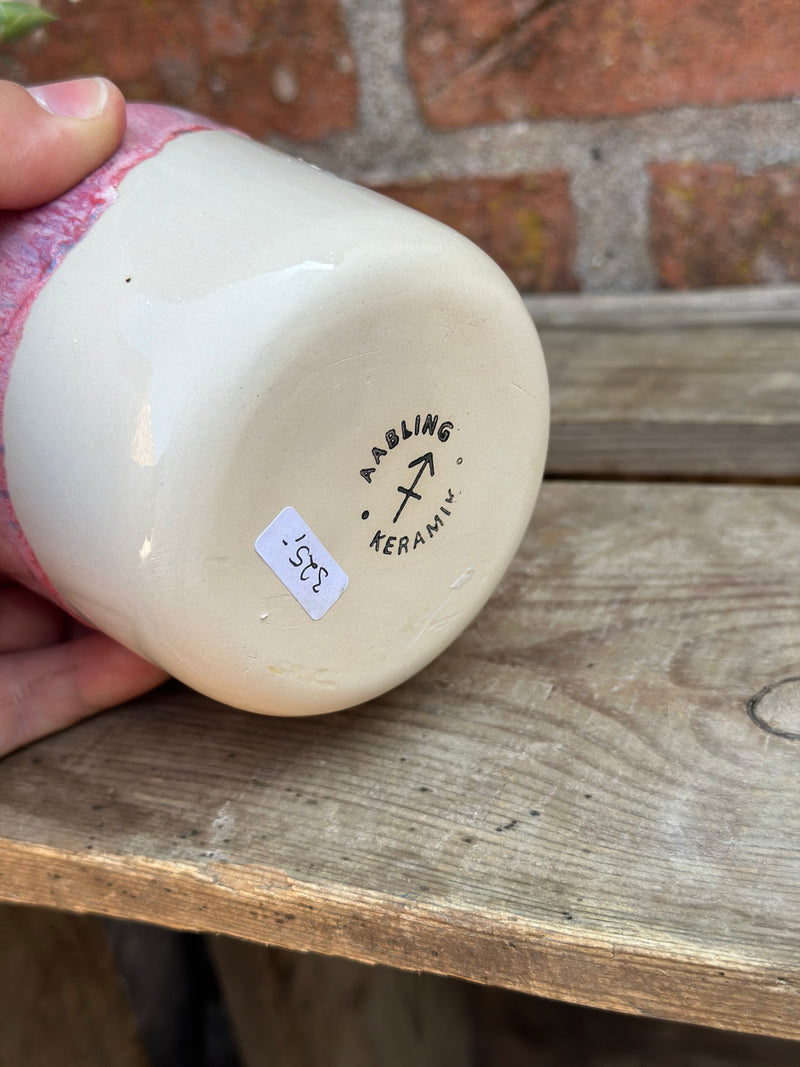 AABLING
KERAMIK
325,-